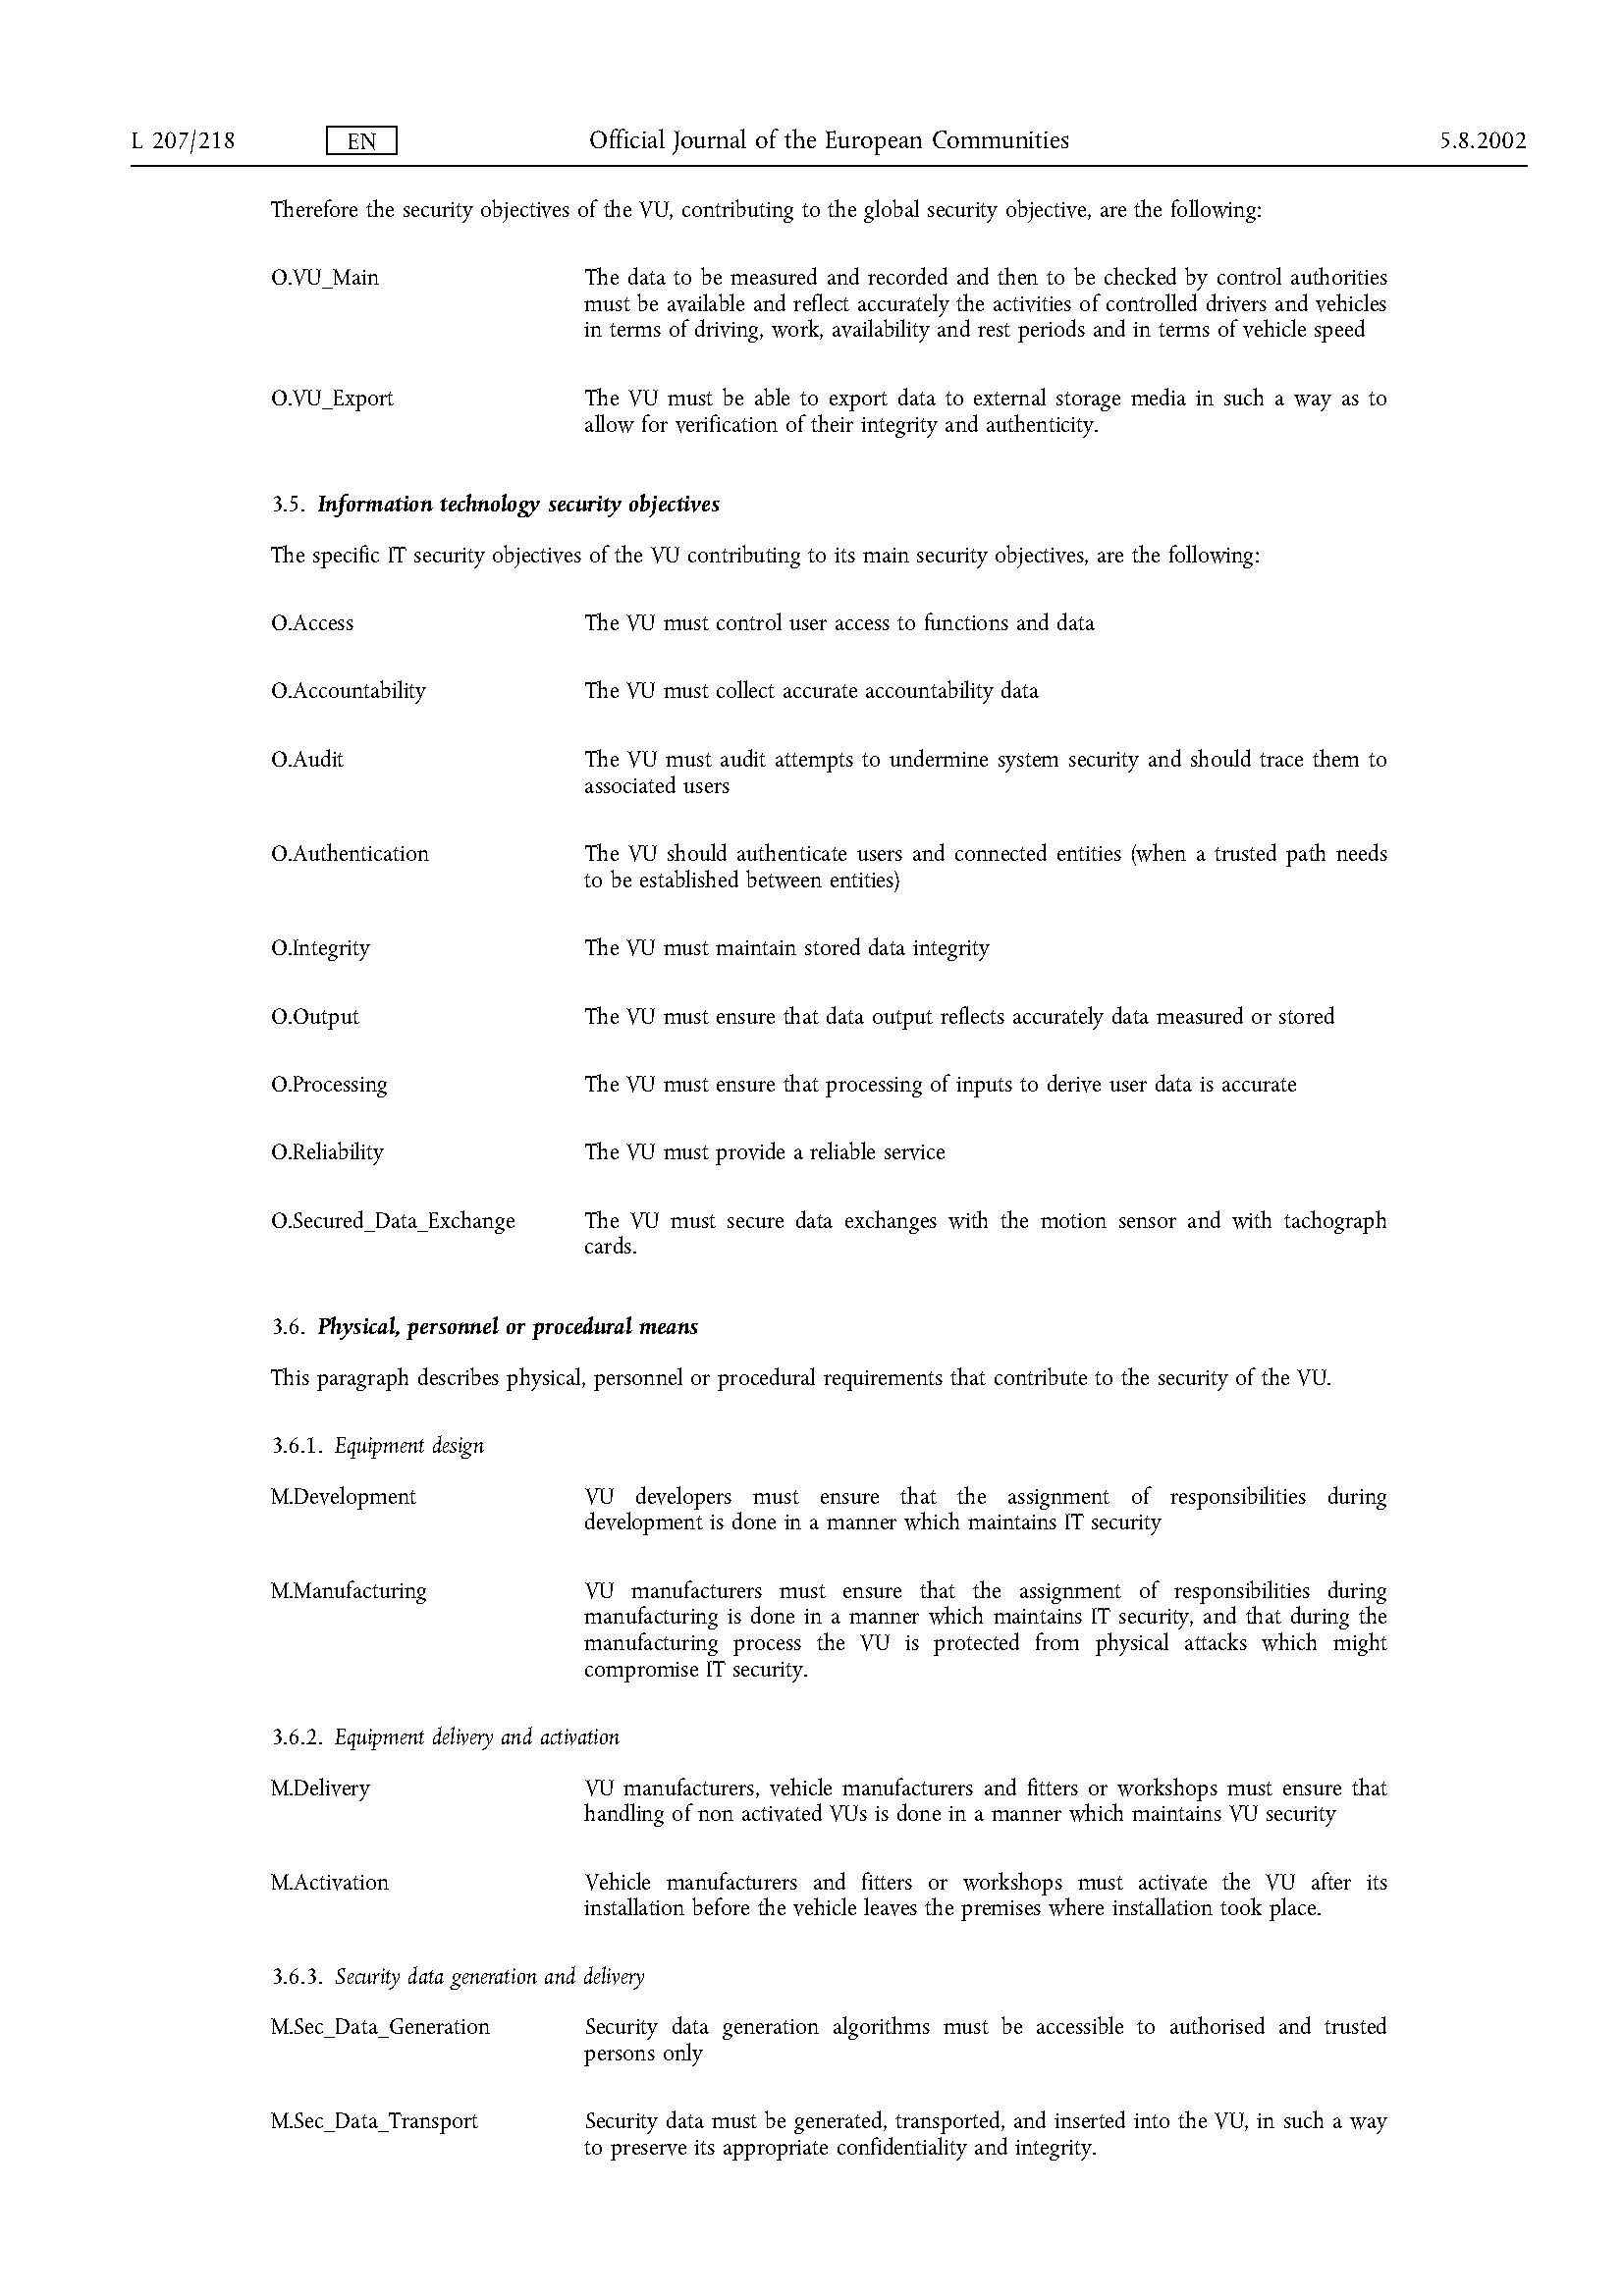 L 207/218 EN Official Journal of the European Communities 5.8.2002
Therefore the security objectives of the VU, contributing to the global security objective, are the following:
O.VU_Main The data to be measured and recorded and then to be checked by control authorities
must be available and reflect accurately the activities of controlled drivers and vehicles
in terms of driving, work, availability and rest periods and in terms of vehicle speed
O.VU_Export The VU must be able to export data to external storage media in such a way as to
allow for verification of their integrity and authenticity.
3.5. Information technology security objectives
The specific IT security objectives of the VU contributing to its main security objectives, are the following:
O.Access The VU must control user access to functions and data
O.Accountability The VU must collect accurate accountability data
O.Audit The VU must audit attempts to undermine system security and should trace them to
associated users
O.Authentication The VU should authenticate users and connected entities (when a trusted path needs
to be established between entities)
O.Integrity The VU must maintain stored data integrity
O.Output The VU must ensure that data output reflects accurately data measured or stored
O.Processing The VU must ensure that processing of inputs to derive user data is accurate
O.Reliability The VU must provide a reliable service
O.Secured_Data_Exchange The VU must secure data exchanges with the motion sensor and with tachograph
cards.
3.6. Physical, personnel or procedural means
This paragraph describes physical, personnel or procedural requirements that contribute to the security of the VU.
3.6.1. Equipment design
M.Development VU developers must ensure that the assignment of responsibilities during
development is done in a manner which maintains IT security
M.Manufacturing VU manufacturers must ensure that the assignment of responsibilities during
manufacturing is done in a manner which maintains IT security, and that during the
manufacturing process the VU is protected from physical attacks which might
compromise IT security.
3.6.2. Equipment delivery and activation
M.Delivery VU manufacturers, vehicle manufacturers and fitters or workshops must ensure that
handling of non activated VUs is done in a manner which maintains VU security
M.Activation Vehicle manufacturers and fitters or workshops must activate the VU after its
installation before the vehicle leaves the premises where installation took place.
3.6.3. Security data generation and delivery
M.Sec_Data_Generation Security data generation algorithms must be accessible to authorised and trusted
persons only
M.Sec_Data_Transport Security data must be generated, transported, and inserted into the VU, in such a way
to preserve its appropriate confidentiality and integrity.